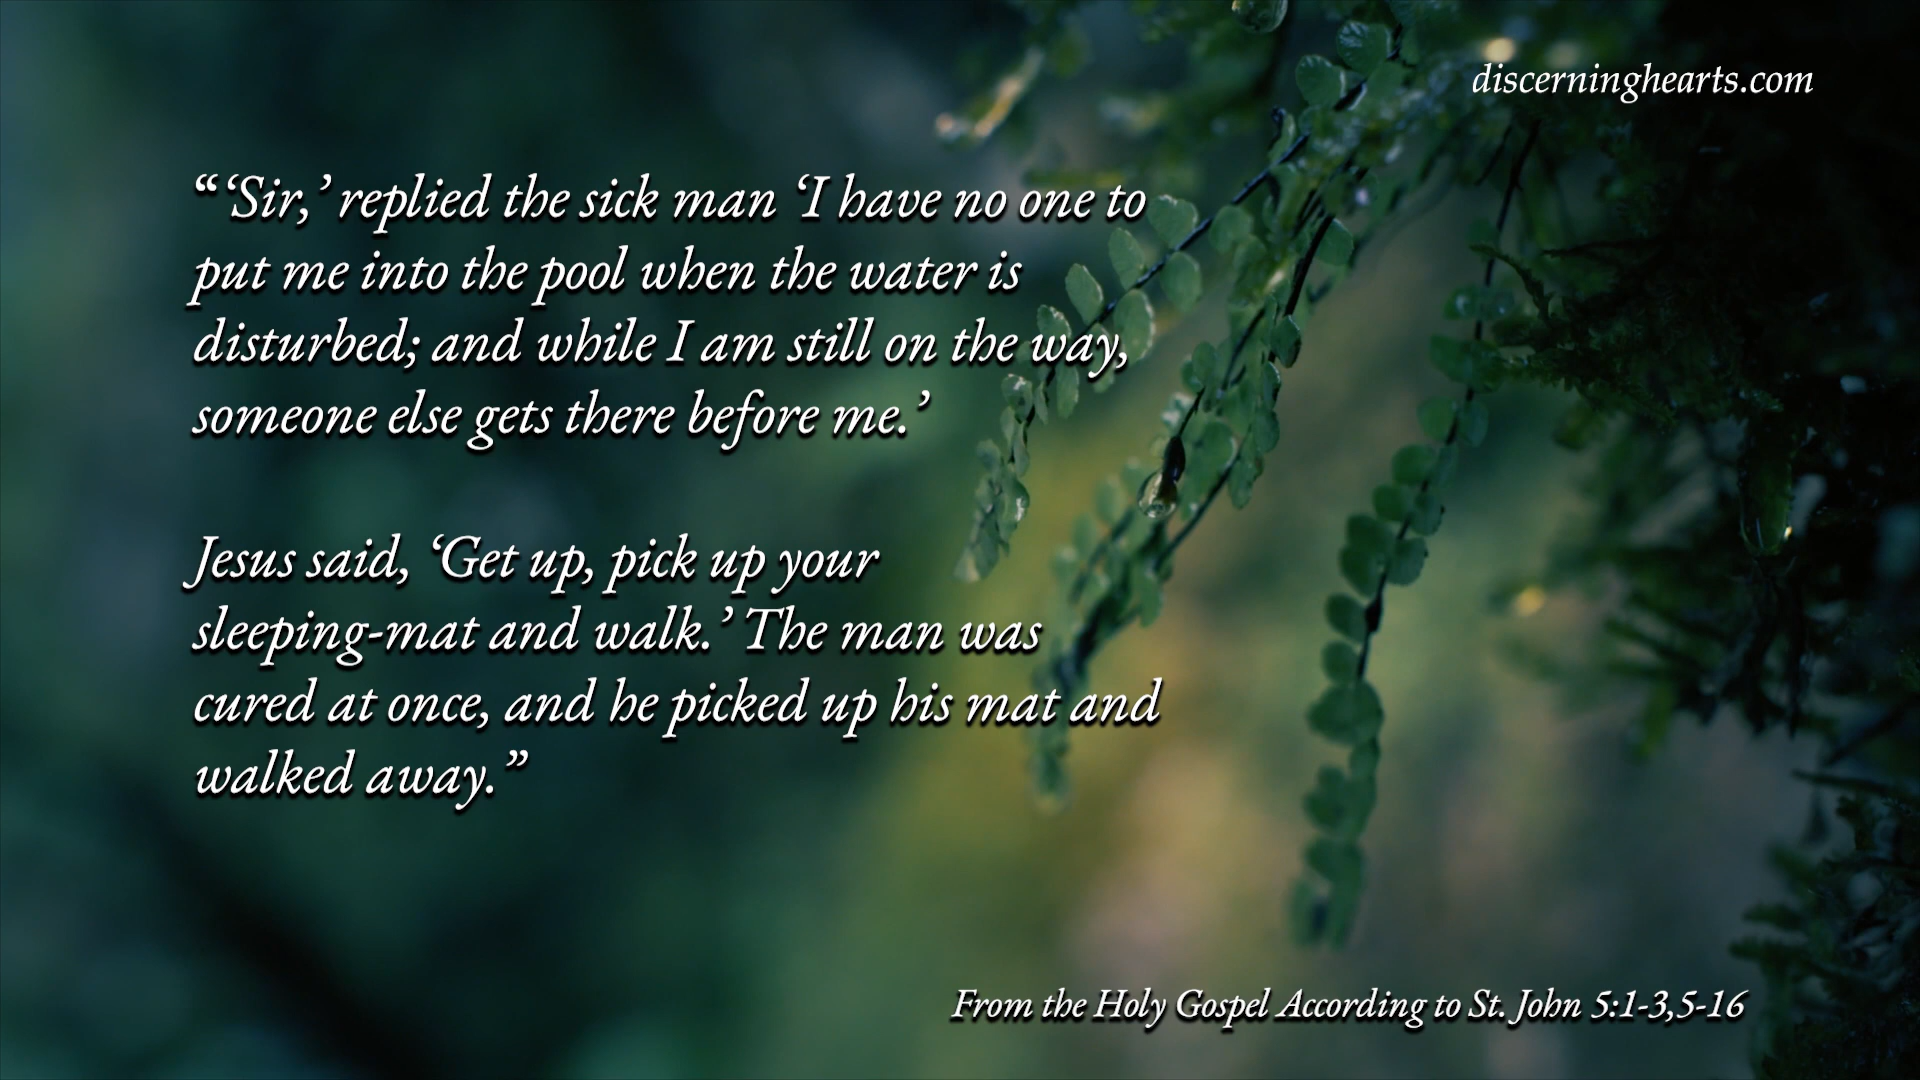 discerninghearts.com
“‘Sir,’ replied the sick man ‘I have no one to
put me into the pool when the water is
disturbed; and while I am still on the way,
someone else gets there before me.’
Jesus said, ‘Get up, pick up your
sleeping-mat and walk.’ The man was
cured at once, and he picked up his mat and
walked away.”
From the Holy Gospel According to St. John 5:1-3,5-16